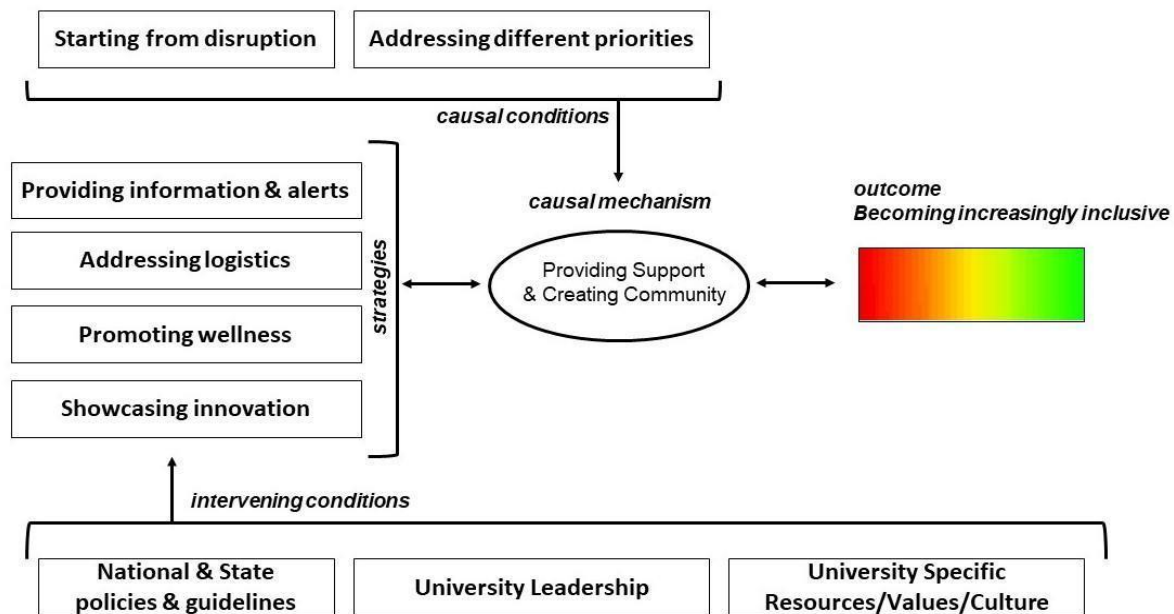 Starting from disruption
Addressing different priorities
causal conditions
Providing information & alerts
Addressing logistics
Promoting wellness
Showcasing innovation
strategies
causal mechanism
Providing Support
& Creating Community
outcome
Becoming increasingly inclusive
intervening conditions
National & State
policies & guidelines
University Leadership
University Specific
Resources/Values/Culture